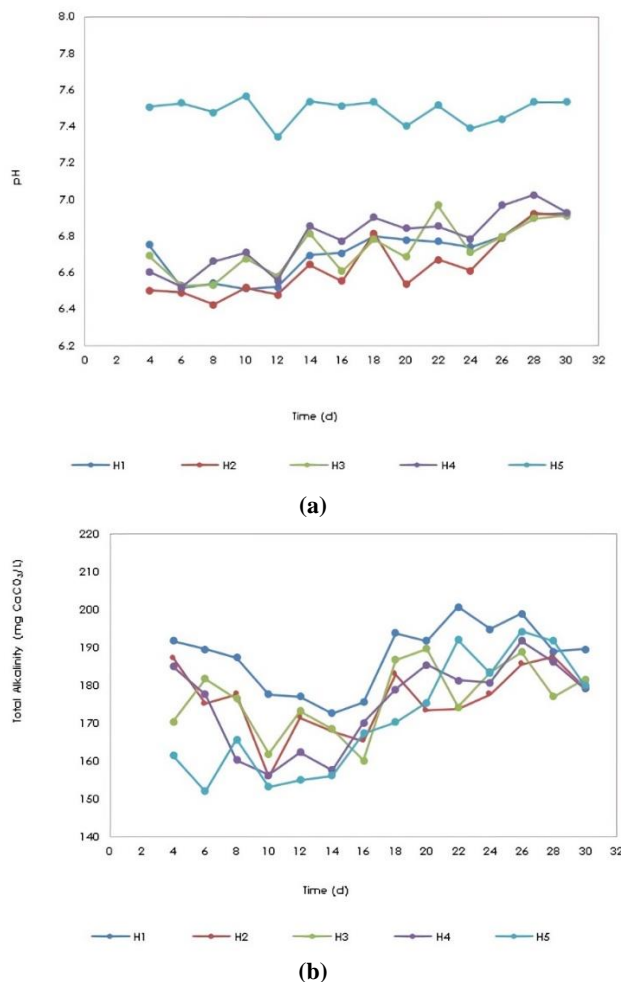 8.0
7.8
7.6
7.4
7.2
pH
7.0
6.8
6.6
6.4
6.2
0 2 4 6 8 10 12 14 16 18 20 22 24 26 28 30 32
Time (d)
H1 H2 H3 H4 H5
(a)
220
210
200
Total Alkalinity (mg CaCO₃/L)
190
180
170
160
150
140
0 2 4 6 8 10 12 14 16 18 20 22 24 26 28 30 32
Time (d)
H1 H2 H3 H4 H5
(b)